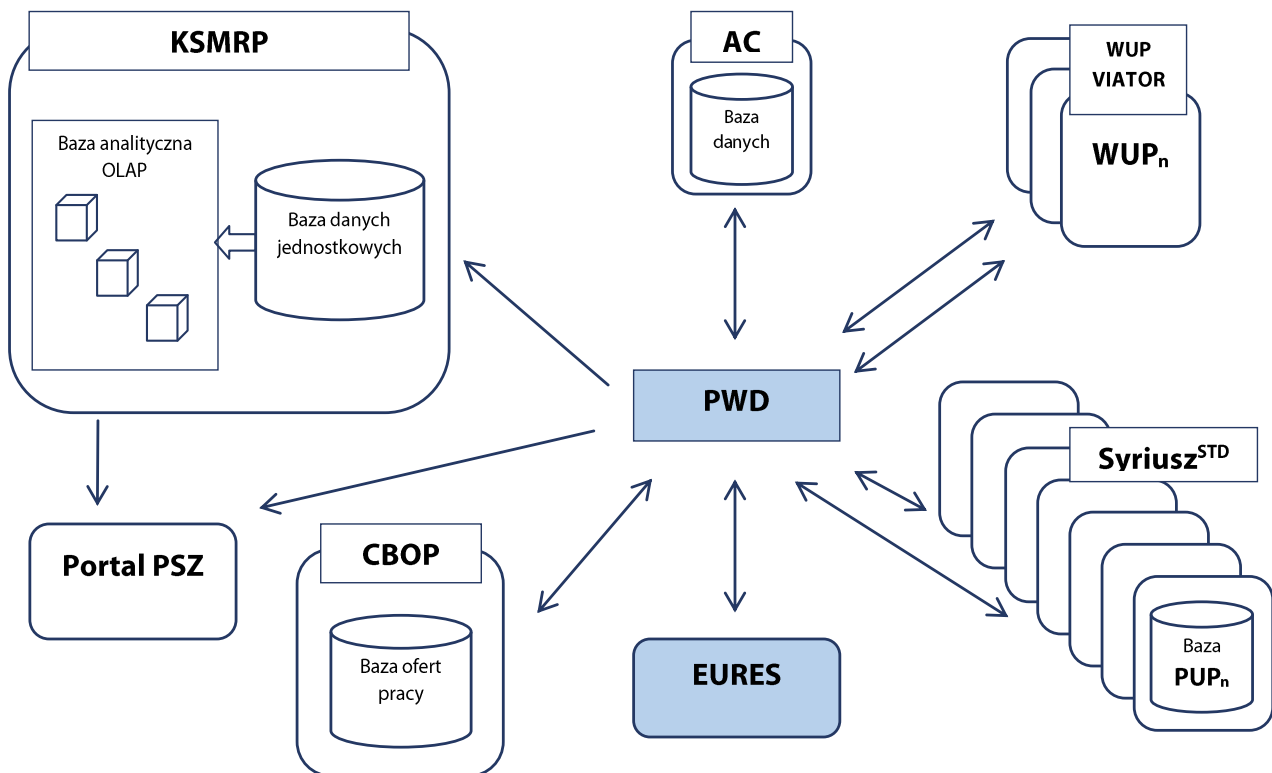 KSMRP
Baza analityczna
OLAP
Baza danych
jednostkowych
AC
Baza
danych
WUP
VIATOR
WUPn
PWD
Syriusz STD
Portal PSZ
CBOP
Baza ofert
pracy
EURES
Baza
PUPn